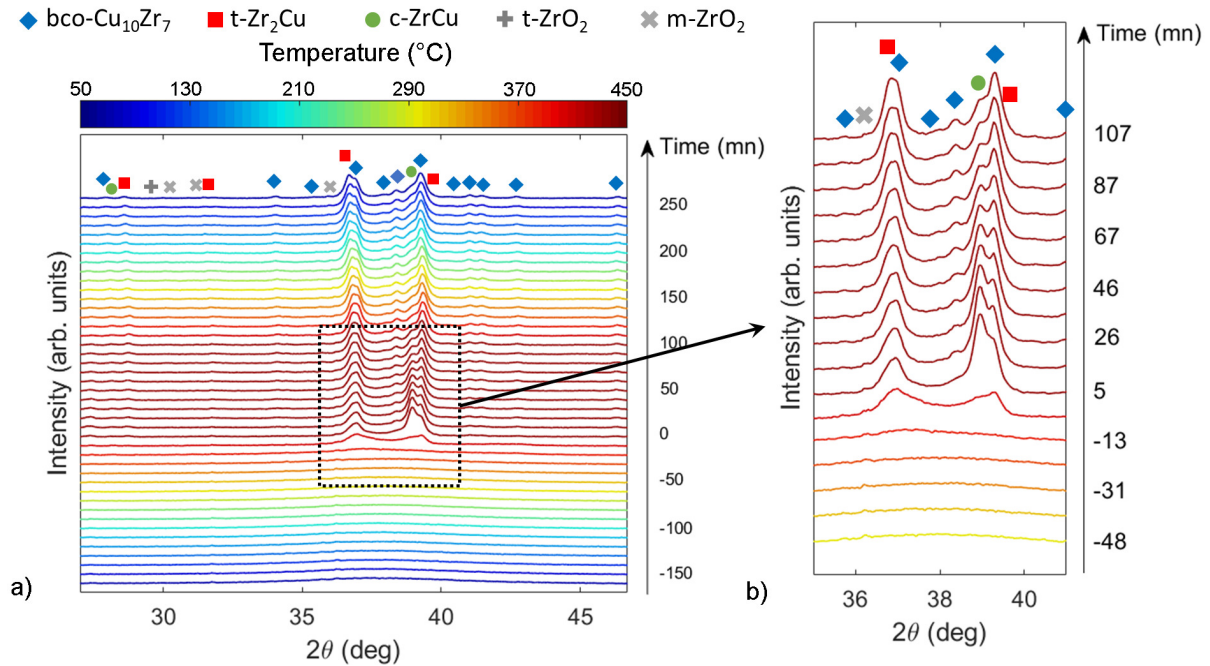 bco-Cu10Zr7 t-Zr2Cu c-ZrCu t-ZrO2 m-ZrO2
Temperature (°C)
50 130 210 290 370 450
Time (mn)
250
200
150
100
50
0
-50
-100
-150
Intensity (arb. units)
30 35 40 45
2θ (deg)
a)
Time (mn)
107
87
67
46
26
5
-13
-31
-48
Intensity (arb. units)
36 38 40
2θ (deg)
b)